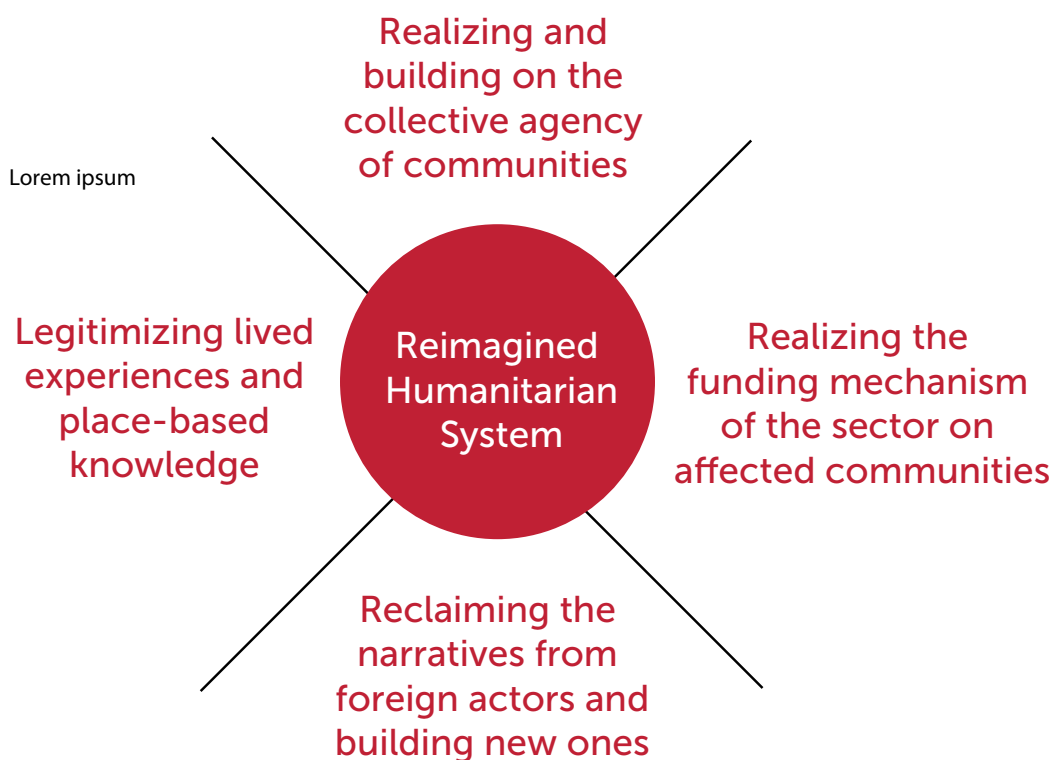 Realizing and
building on the
collective agency
of communities
Lorem ipsum
Legitimizing lived
experiences and
place-based
knowledge
Reimagined
Humanitarian
System
Realizing the
funding mechanism
of the sector on
affected communities
Reclaiming the
narratives from
foreign actors and
building new ones